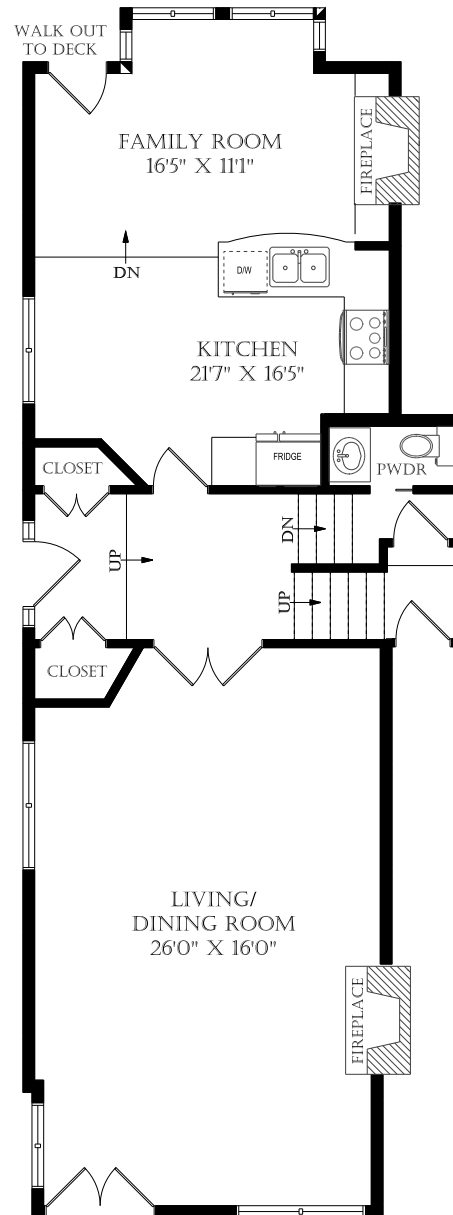 WALK OUT
TO DECK
FAMILY ROOM
16'5" X 11'1"
FIREPLACE
DN
D/W
KITCHEN
21'7" X 16'5"
FRIDGE
CLOSET
PWDR
DN
UP
UP
CLOSET
LIVING/
DINING ROOM
26'0" X 16'0"
FIREPLACE